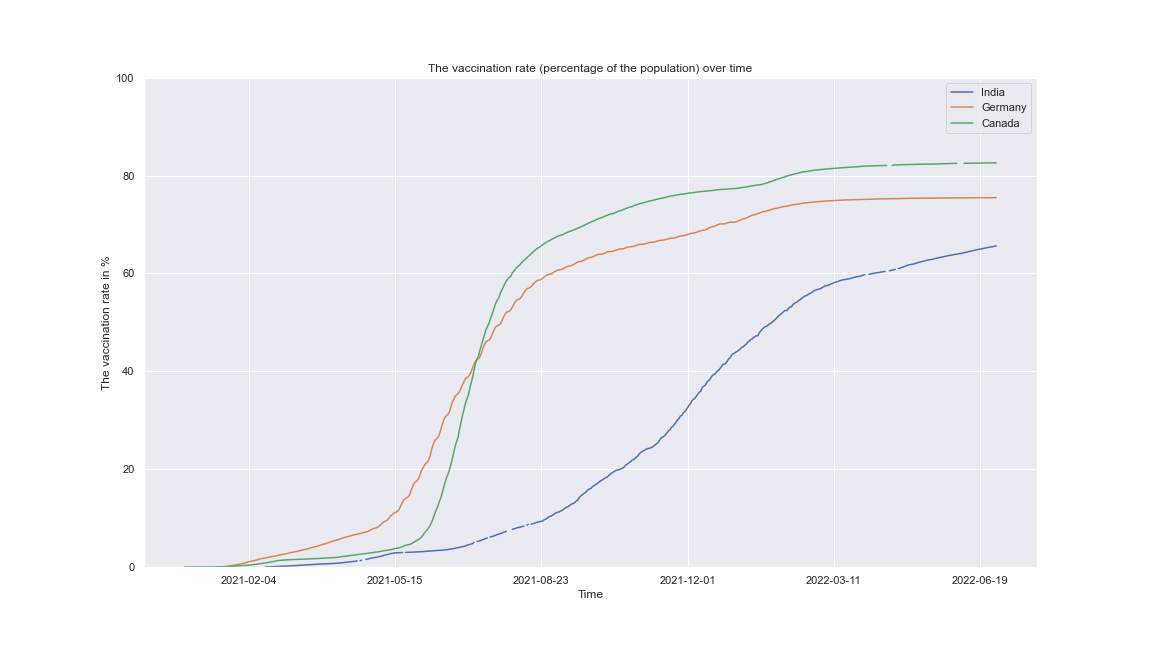 The vaccination rate (percentage of the population) over time
100
80
60
40
20
0
The vaccination rate in %
India
Germany
Canada
2021-02-04
2021-05-15
2021-08-23
2021-12-01
2022-03-11
2022-06-19
Time